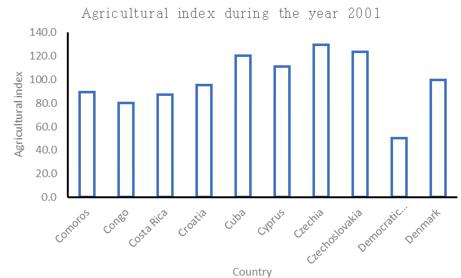 Agricultural index during the year 2001
140.0
120.0
100.0
80.0
60.0
40.0
20.0
0.0
Agricultural index
Comoros
Congo
Costa Rica
Croatia
Cuba
Cyprus
Czechia
Czechoslovakia
Democratic...
Denmark
Country